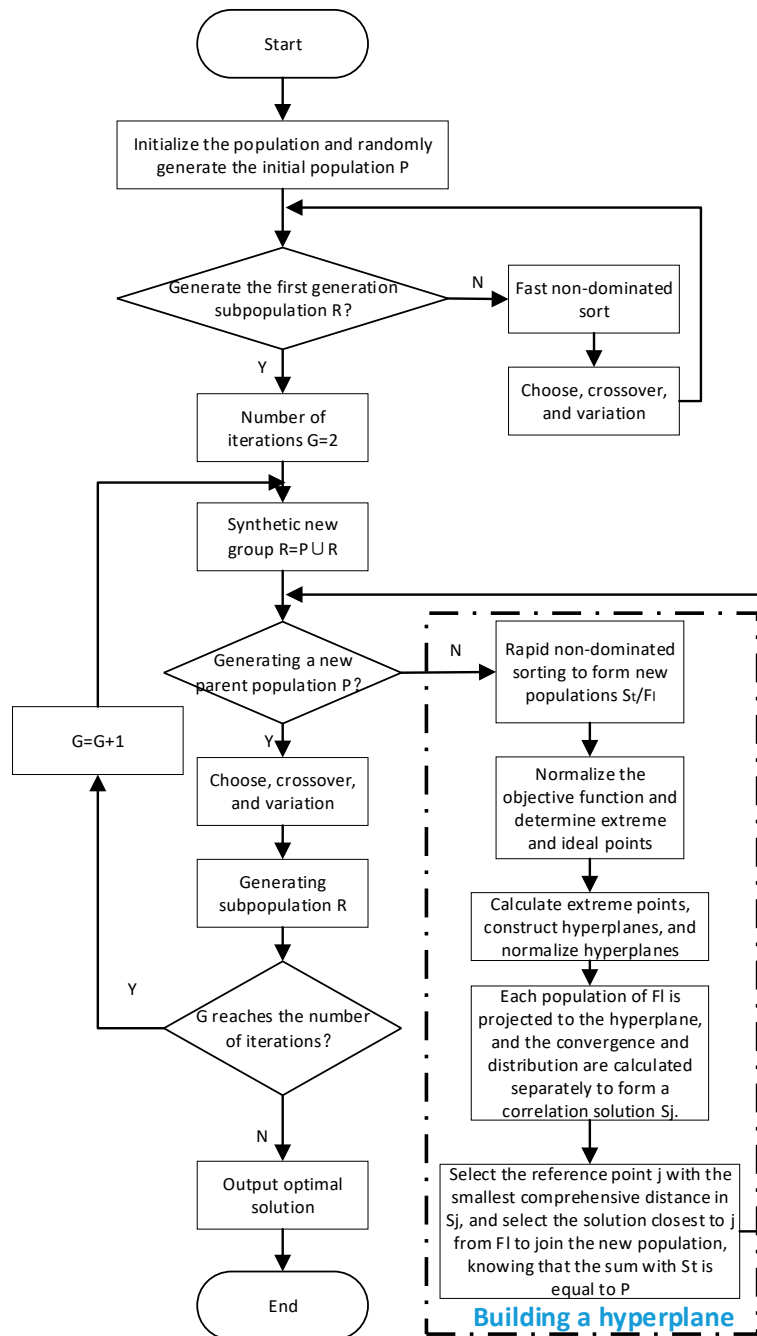 Start
Initialize the population and randomly
generate the initial population P
Generate the first generation
subpopulation R?
N
Fast non-dominated
sort
Choose, crossover,
and variation
Y
Number of
iterations G=2
Synthetic new
group R=P∪R
Generating a new
parent population P?
N
Rapid non-dominated
sorting to form new
populations St/Fl
G=G+1
Y
Choose, crossover,
and variation
Normalize the
objective function and
determine extreme
and ideal points
Generating
subpopulation R
Calculate extreme points,
construct hyperplanes, and
normalize hyperplanes
Y
G reaches the number
of iterations?
Each population of Fl is
projected to the hyperplane,
and the convergence and
distribution are calculated
separately to form a
correlation solution Sj.
N
Output optimal
solution
Select the reference point j with the
smallest comprehensive distance in
Sj, and select the solution closest to j
from Fl to join the new population,
knowing that the sum with St is
equal to P
End
Building a hyperplane